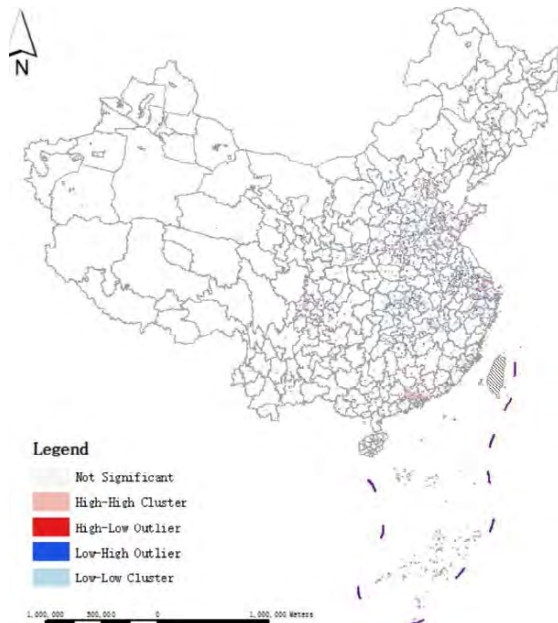 N
Legend
Not Significant
High-High Cluster
High-Low Outlier
Low-High Outlier
Low-Low Cluster
1,000,000 500,000 0 1,000,000 Meters